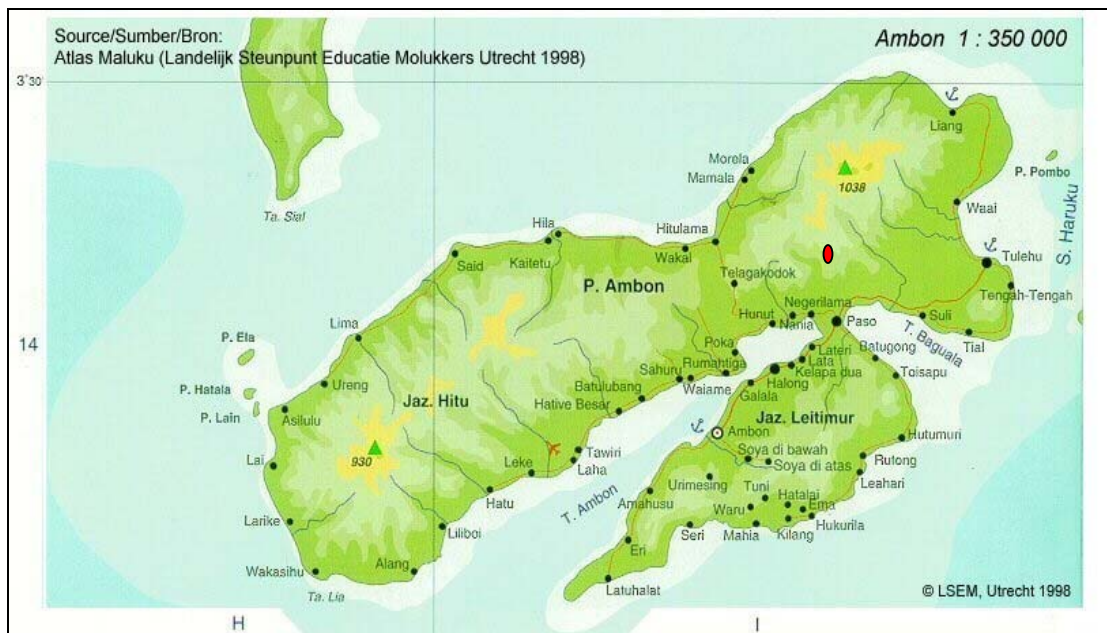 Source/Sumber/Bron:
Atlas Maluku (Landelijk Steunpunt Educatie Molukkers Utrecht 1998)
Ambon 1 : 350 000
3°30'
Liang
Morela
Mamala
1038
P. Pombo
Ta. Sial
Waai
S. Haruku
Hila
Hitulama
Kaitetu
Wakal
Said
Tulehu
Telagakodok
P. Ambon
Tengah-Tengah
Negerilama
Hunut
Nania
Paso
Suli
Lima
T. Baguala
Tial
14
P. Ela
Poka
Lateri
Batugong
Rumahtiga
Lata
Sahuru
Kelapa dua
Toisapu
Ureng
P. Hatala
Batulubang
Waiame
Halong
Jaz. Hitu
Galala
P. Lain
Hative Besar
Asilulu
Jaz. Leitimur
Ambon
Hutumuri
Tawiri
Soya di bawah
930
Laha
Soya di atas
Rutong
Lai
Leke
Urimesing
Leahari
Tuni
Hatalai
Hatu
T. Ambon
Amahusu
Waru
Ema
Larike
Liliboi
Seri
Mahia
Kilang
Hukurila
Eri
Wakasihu
Alang
Latuhalat
Ta. Lia
© LSEM, Utrecht 1998
H
I